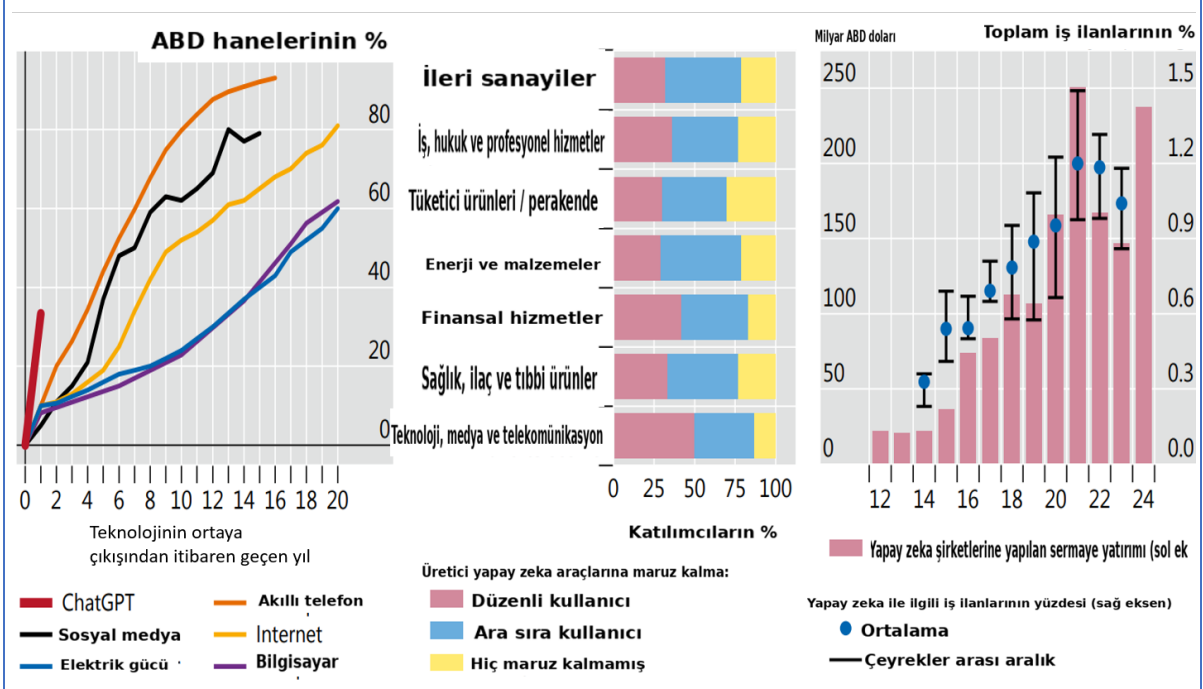 ABD hanelerinin %
80
60
40
20
0
0 2 4 6 8 10 12 14 16 18 20
Teknolojinin ortaya
çıkışından itibaren geçen yıl
ChatGPT
Akıllı telefon
Sosyal medya
Internet
Elektrik gücü
Bilgisayar
İleri sanayiler
İş, hukuk ve profesyonel hizmetler
Tüketici ürünleri / perakende
Enerji ve malzemeler
Finansal hizmetler
Sağlık, ilaç ve tıbbi ürünler
Teknoloji, medya ve telekomünikasyon
0 25 50 75 100
Katılımcıların %
Üretici yapay zeka araçlarına maruz kalma:
Düzenli kullanıcı
Ara sıra kullanıcı
Hiç maruz kalmamış
Milyar ABD doları
Toplam iş ilanlarının %
250 1.5
200 1.2
150 0.9
100 0.6
50 0.3
0 0.0
12 14 16 18 20 22 24
Yapay zeka şirketlerine yapılan sermaye yatırımı (sol ek
Yapay zeka ile ilgili iş ilanlarının yüzdesi (sağ eksen)
Ortalama
Çeyrekler arası aralık